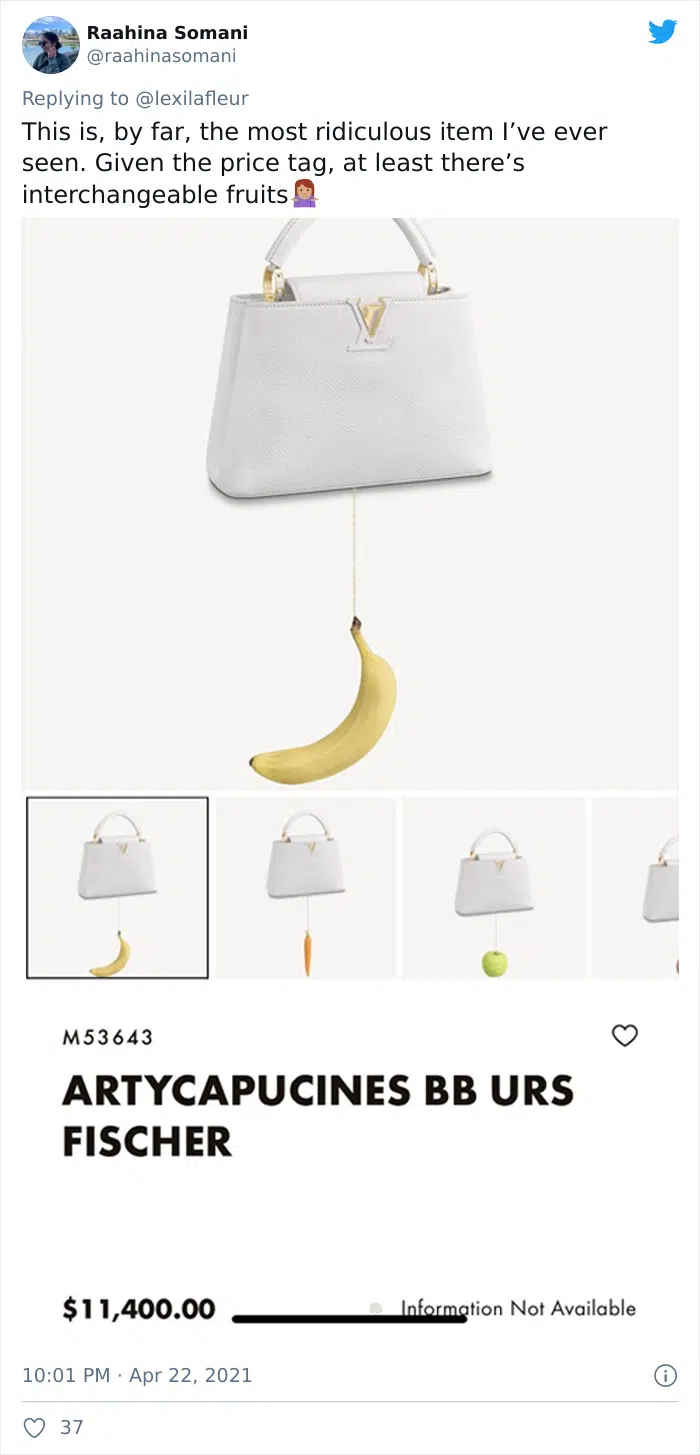 Raahina Somani
@raahinasomani
Replying to @lexilafleur
This is, by far, the most ridiculous item I’ve ever
seen. Given the price tag, at least there’s
interchangeable fruits🤷🏽‍♀️
LV
M53643
ARTYCAPUCINES BB URS
FISCHER
$11,400.00
Information Not Available
10:01 PM · Apr 22, 2021
37